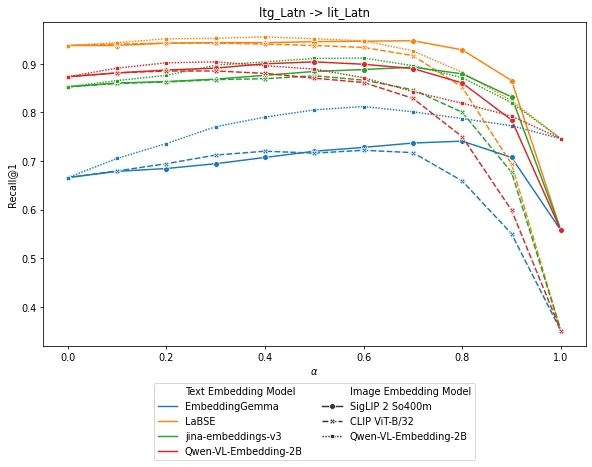 ltg_Latn -> lit_Latn
Recall@1
0.9
0.8
0.7
0.6
0.5
0.4
0.0
0.2
0.4
0.6
0.8
1.0
α
Text Embedding Model
EmbeddingGemma
LaBSE
jina-embeddings-v3
Qwen-VL-Embedding-2B
Image Embedding Model
SigLIP 2 So400m
CLIP ViT-B/32
Qwen-VL-Embedding-2B